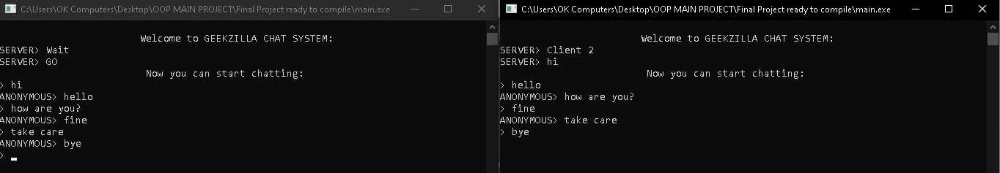 C:\Users\OK Computers\Desktop\OOP MAIN PROJECT\Final Project ready to compile\main.exe
Welcome to GEEKZILLA CHAT SYSTEM:
SERVER> Wait
SERVER> GO
Now you can start chatting:
> hi
ANONYMOUS> hello
> how are you?
ANONYMOUS> fine
> take care
ANONYMOUS> bye
>
C:\Users\OK Computers\Desktop\OOP MAIN PROJECT\Final Project ready to compile\main.exe
Welcome to GEEKZILLA CHAT SYSTEM:
SERVER> Client 2
SERVER> hi
Now you can start chatting:
> hello
ANONYMOUS> how are you?
> fine
ANONYMOUS> take care
> bye